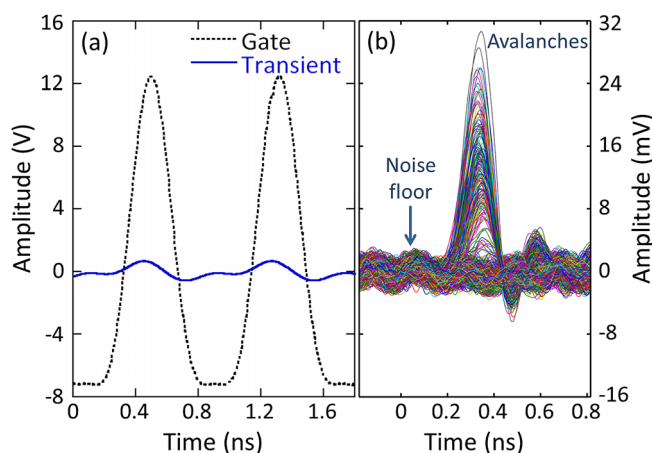 (a)
Gate
Transient
16
12
8
4
0
-4
-8
Amplitude (V)
0 0.4 0.8 1.2 1.6
Time (ns)
(b)
Avalanches
Noise
floor
32
24
16
8
0
-8
-16
Amplitude (mV)
0 0.2 0.4 0.6 0.8
Time (ns)